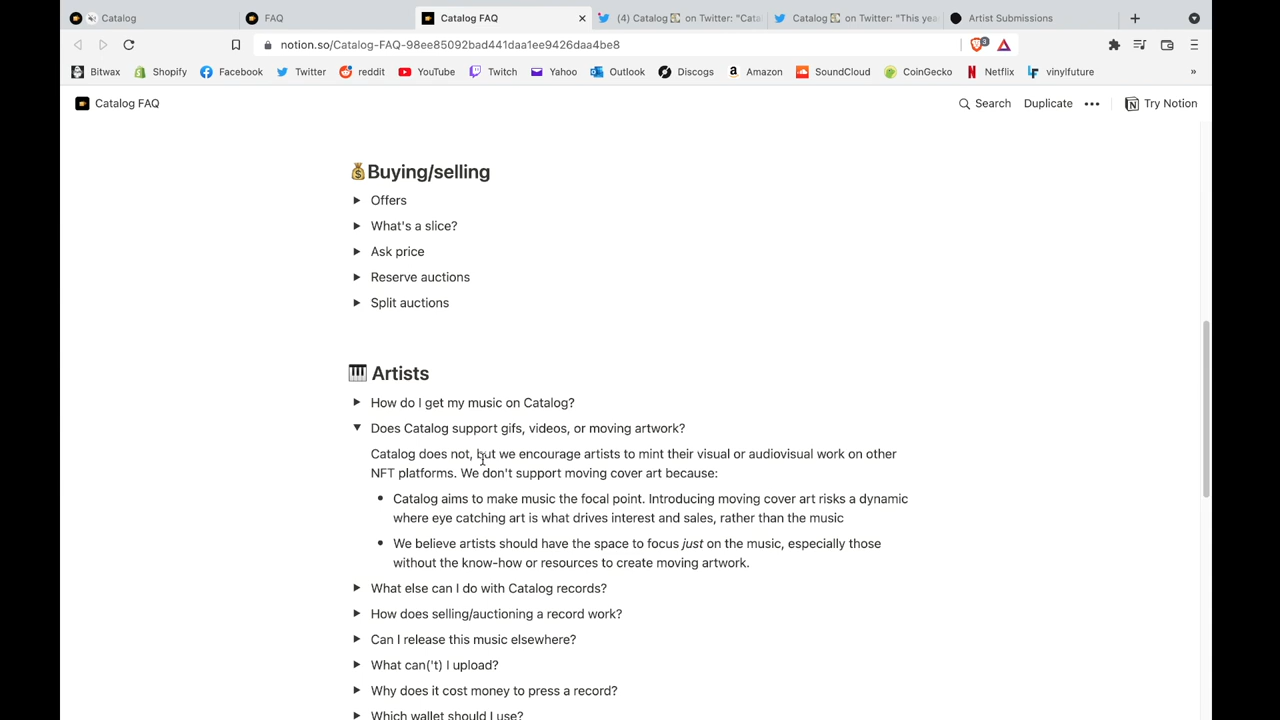 Catalog
FAQ
Catalog FAQ
(4) Catalog on Twitter: "Cata
Catalog on Twitter: "This yea
Artist Submissions
notion.so/Catalog-FAQ-98ee85092bad441daa1ee9426daa4be8
3
Bitwax
Shopify
Facebook
Twitter
reddit
YouTube
Twitch
Yahoo
Outlook
Discogs
Amazon
SoundCloud
CoinGecko
Netflix
vinylfuture
»
Catalog FAQ
Search
Duplicate
•••
Try Notion
Buying/selling
Offers
What's a slice?
Ask price
Reserve auctions
Split auctions
Artists
How do I get my music on Catalog?
Does Catalog support gifs, videos, or moving artwork?
Catalog does not, but we encourage artists to mint their visual or audiovisual work on other
NFT platforms. We don't support moving cover art because:
• Catalog aims to make music the focal point. Introducing moving cover art risks a dynamic
where eye catching art is what drives interest and sales, rather than the music
• We believe artists should have the space to focus just on the music, especially those
without the know-how or resources to create moving artwork.
What else can I do with Catalog records?
How does selling/auctioning a record work?
Can I release this music elsewhere?
What can('t) I upload?
Why does it cost money to press a record?
Which wallet should I use?